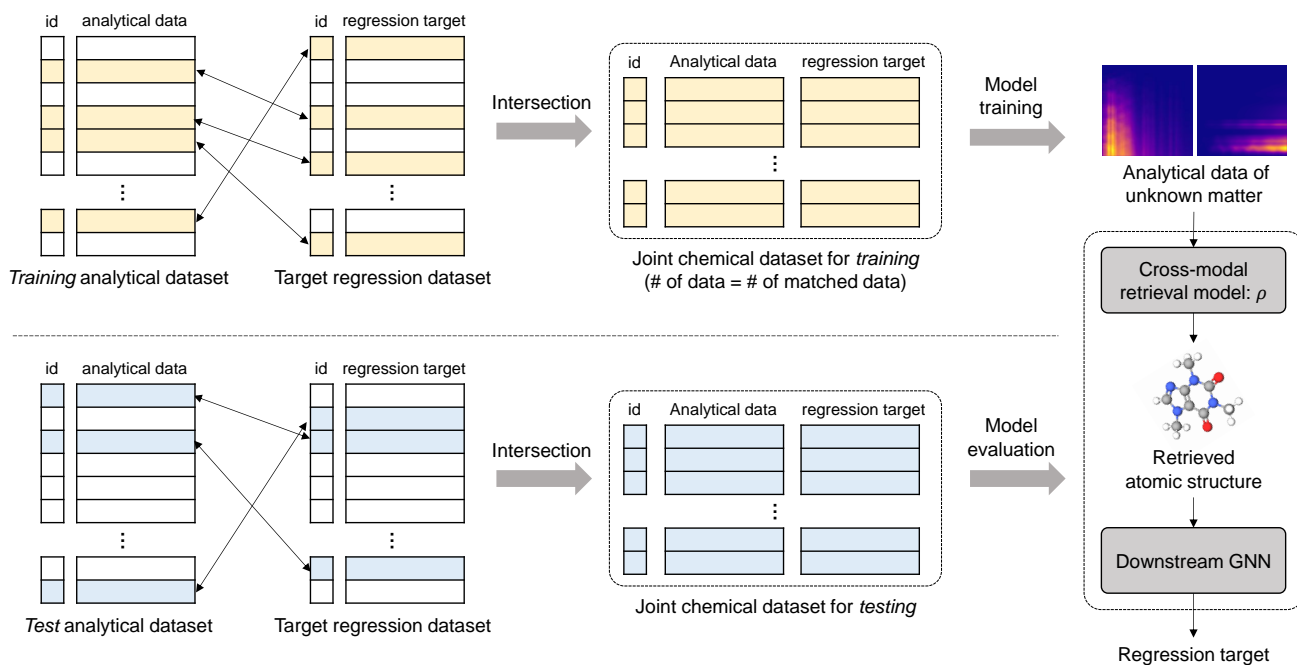 id analytical data
id regression target
Intersection
id Analytical data regression target
⋮
⋮
⋮
Training analytical dataset
Target regression dataset
Joint chemical dataset for training
(# of data = # of matched data)
Model
training
Analytical data of
unknown matter
Cross-modal
retrieval model: ρ
Retrieved
atomic structure
Downstream GNN
Regression target
id analytical data
id regression target
Intersection
id Analytical data regression target
⋮
⋮
⋮
Test analytical dataset
Target regression dataset
Joint chemical dataset for testing
Model
evaluation